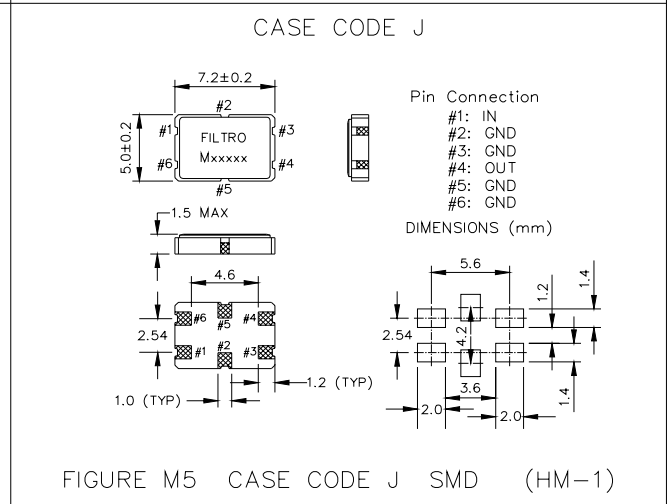 CASE CODE J
7.2±0.2
#2
#1
#3
5.0±0.2
FILTRO
Mxxxxx
#6
#4
#5
Pin Connection
#1: IN
#2: GND
#3: GND
#4: OUT
#5: GND
#6: GND
DIMENSIONS (mm)
1.5 MAX
4.6
2.54
#6
#5
#4
#1
#2
#3
1.0 (TYP)
1.2 (TYP)
5.6
1.2
1.4
2.54
4.2
3.6
1.4
2.0
2.0
FIGURE M5 CASE CODE J SMD (HM-1)